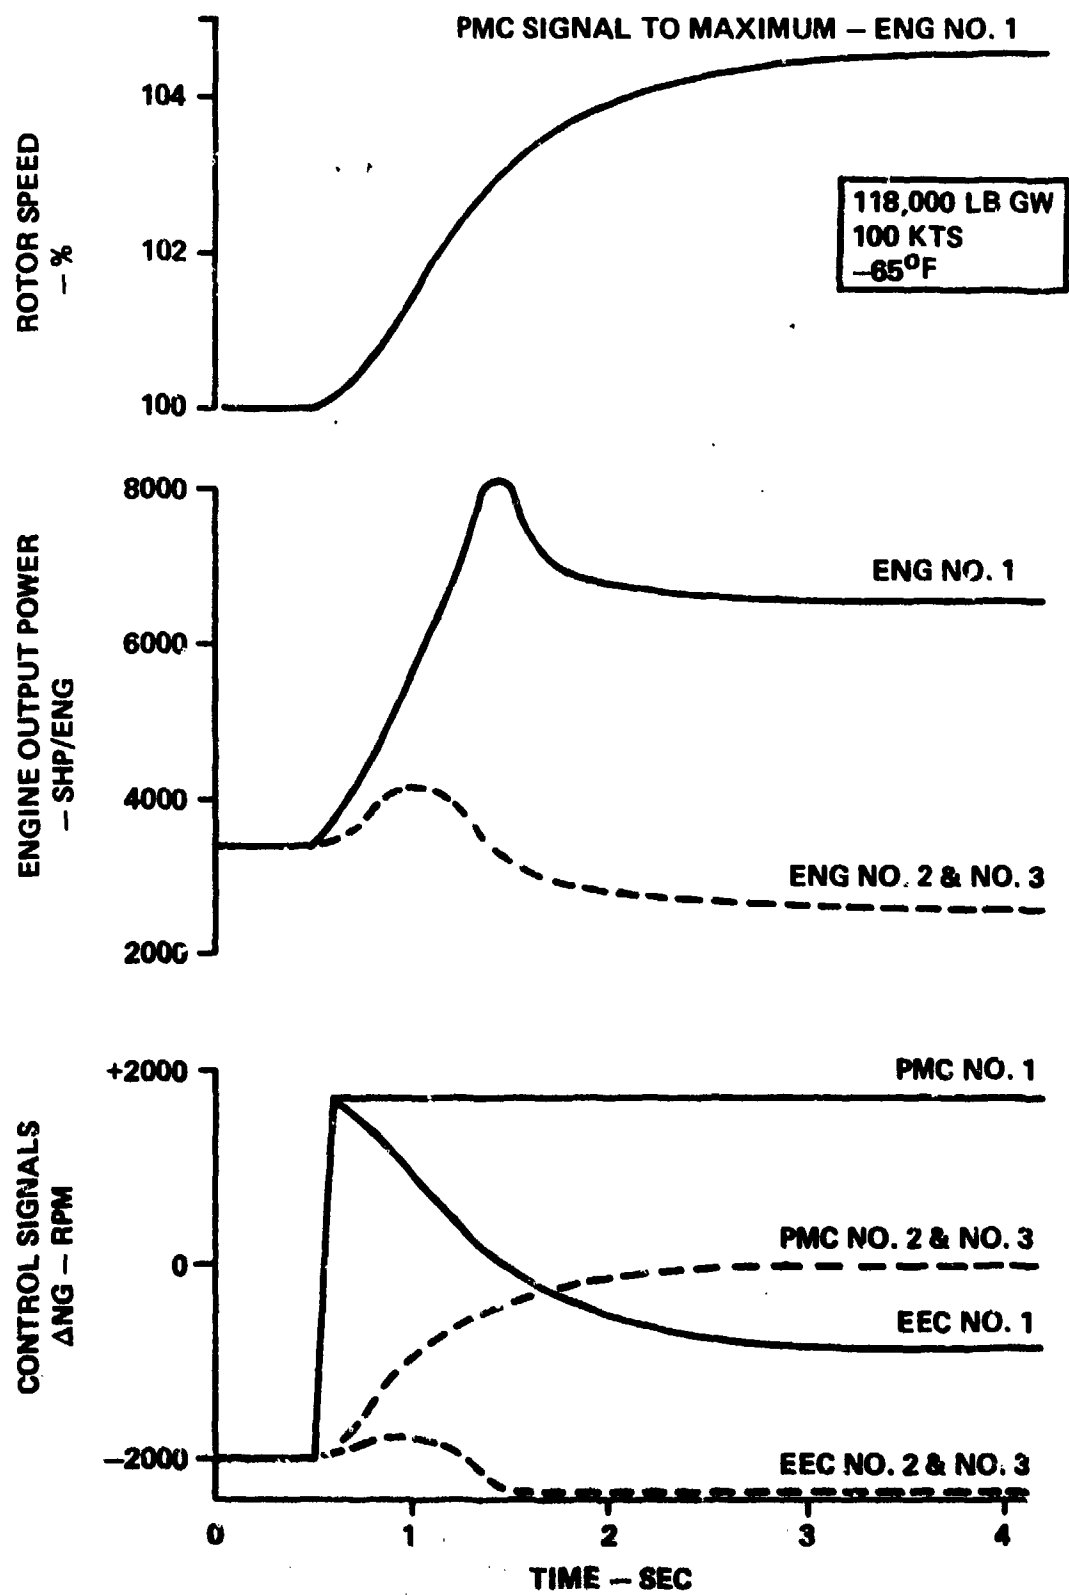 PMC SIGNAL TO MAXIMUM – ENG NO. 1
104
102
100
ROTOR SPEED
– %
118,000 LB GW
100 KTS
–65°F
8000
6000
4000
2000
ENGINE OUTPUT POWER
– SHP/ENG
ENG NO. 1
ENG NO. 2 & NO. 3
+2000
0
–2000
CONTROL SIGNALS
ΔNG – RPM
PMC NO. 1
PMC NO. 2 & NO. 3
EEC NO. 1
EEC NO. 2 & NO. 3
0 1 2 3 4
TIME – SEC